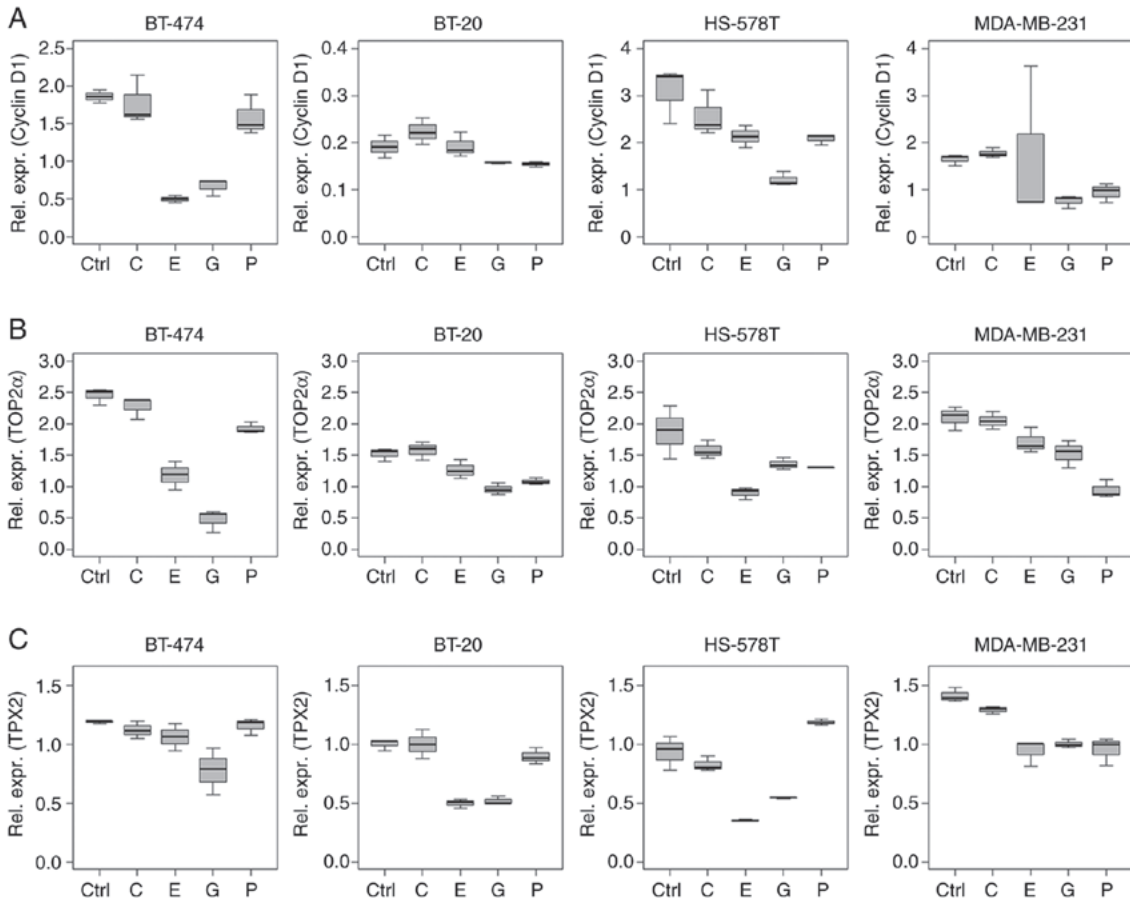 A
BT-474 BT-20 HS-578T MDA-MB-231
Rel. expr. (Cyclin D1) Rel. expr. (Cyclin D1) Rel. expr. (Cyclin D1) Rel. expr. (Cyclin D1)
2.5 0.4 4 4
2.0 0.3 3 3
1.5 0.2 2 2
1.0 0.1 1 1
0.5 0.0 0 0
0.0
Ctrl C E G P Ctrl C E G P Ctrl C E G P Ctrl C E G P
B
BT-474 BT-20 HS-578T MDA-MB-231
Rel. expr. (TOP2α) Rel. expr. (TOP2α) Rel. expr. (TOP2α) Rel. expr. (TOP2α)
3.0 3.0 3.0 3.0
2.5 2.5 2.5 2.5
2.0 2.0 2.0 2.0
1.5 1.5 1.5 1.5
1.0 1.0 1.0 1.0
0.5 0.5 0.5 0.5
0.0 0.0 0.0 0.0
Ctrl C E G P Ctrl C E G P Ctrl C E G P Ctrl C E G P
C
BT-474 BT-20 HS-578T MDA-MB-231
Rel. expr. (TPX2) Rel. expr. (TPX2) Rel. expr. (TPX2) Rel. expr. (TPX2)
1.5 1.5 1.5 1.5
1.0 1.0 1.0 1.0
0.5 0.5 0.5 0.5
0.0 0.0 0.0 0.0
Ctrl C E G P Ctrl C E G P Ctrl C E G P Ctrl C E G P